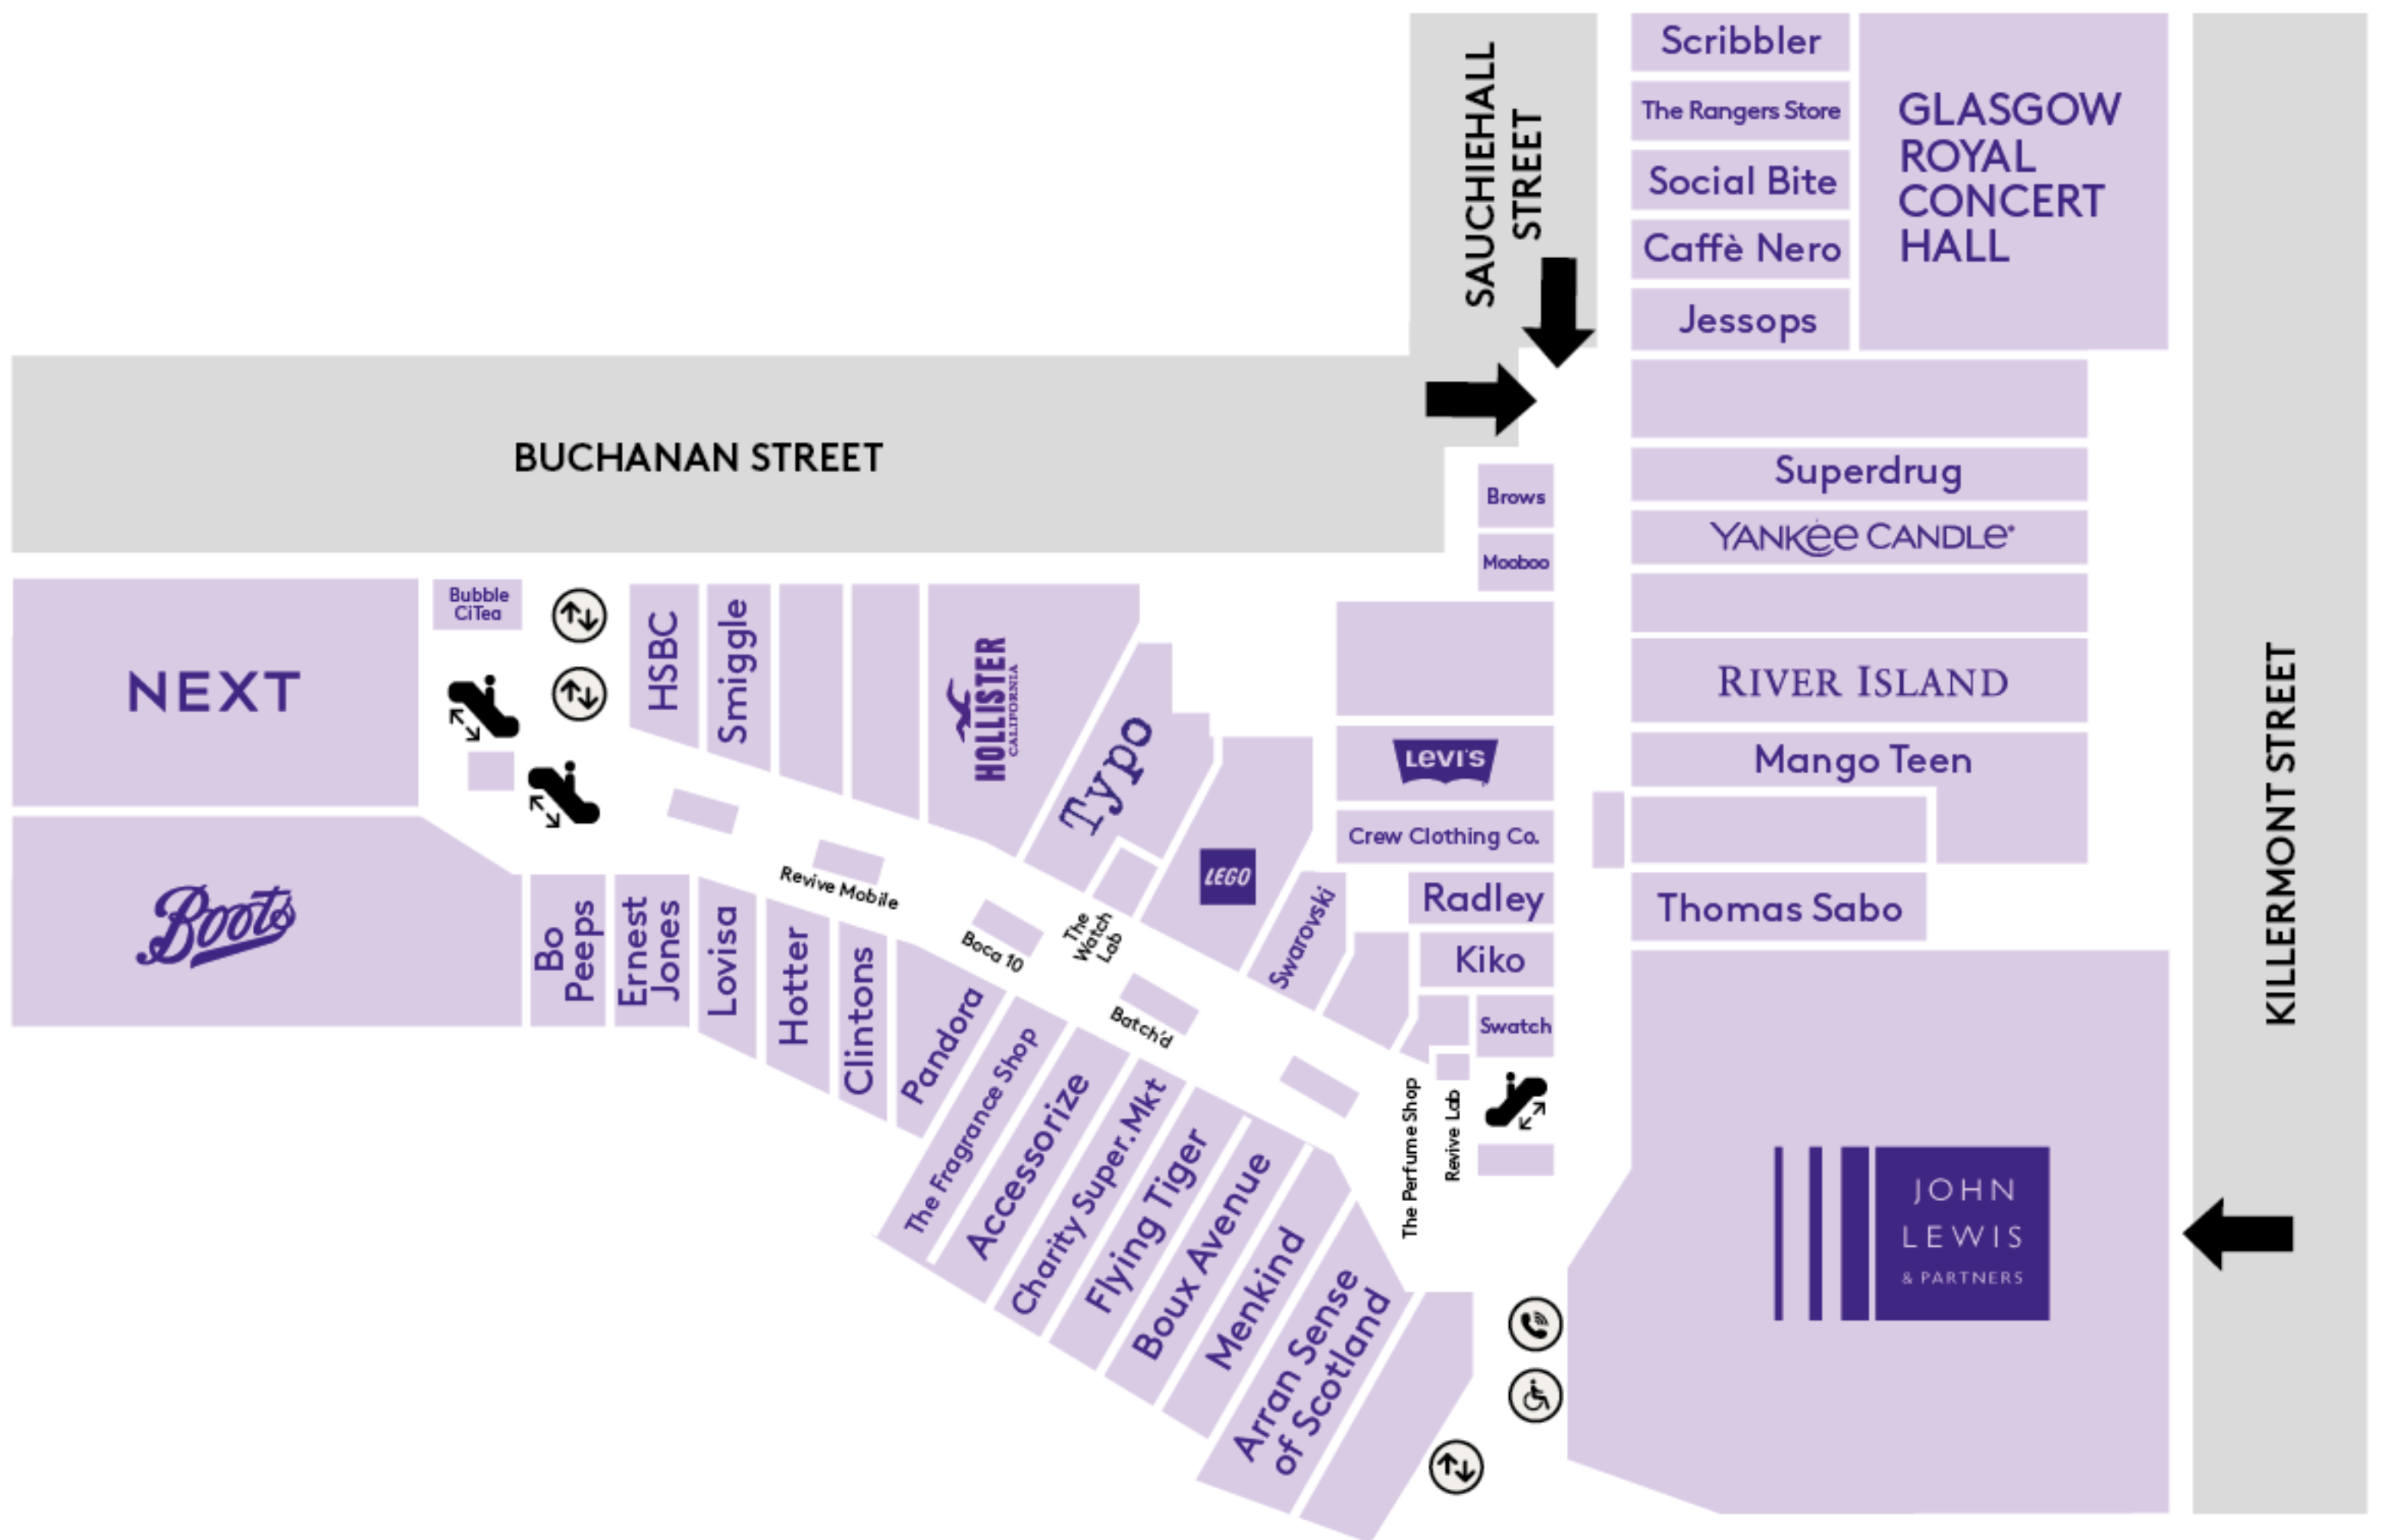 SAUCHIEHALL
STREET
Scribbler
The Rangers Store
Social Bite
Caffè Nero
Jessops
GLASGOW
ROYAL
CONCERT
HALL
BUCHANAN STREET
Brows
Mooboo
Superdrug
YANKEE CANDLE®
RIVER ISLAND
Mango Teen
Thomas Sabo
KILLERMONT STREET
NEXT
Bubble
CiTea
HSBC
Smiggle
HOLLISTER
CALIFORNIA
Typo
LEGO
Swarovski
LEVI'S
Crew Clothing Co.
Radley
Kiko
Swatch
Boots
Bo
Peeps
Ernest
Jones
Lovisa
Hotter
Clintons
Pandora
The Fragrance Shop
Accessorize
Charity Super.Mkt
Flying Tiger
Boux Avenue
Menkind
Arran Sense
of Scotland
Revive Mobile
Boca 10
The
Watch
Lab
Batch'd
The Perfume Shop
Revive Lab
JOHN
LEWIS
& PARTNERS